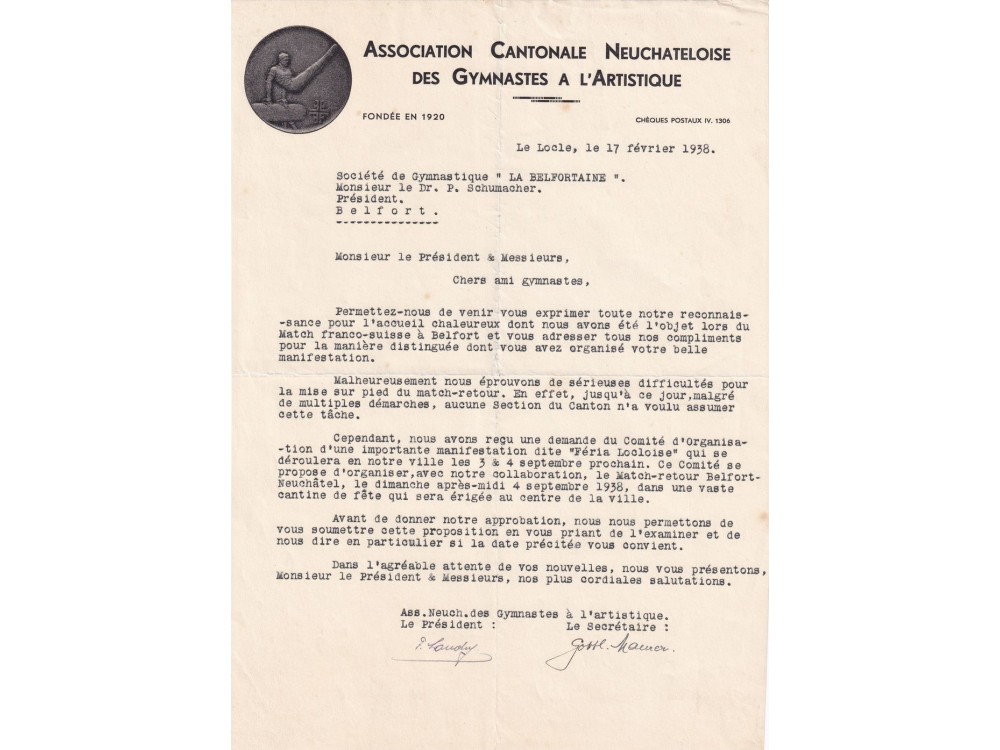 ASSOCIATION CANTONALE NEUCHATELOISE
DES GYMNASTES A L'ARTISTIQUE
FONDÉE EN 1920
CHÈQUES POSTAUX IV. 1306
Le Locle, le 17 février 1938.
Société de Gymnastique " LA BELFORTAINE ".
Monsieur le Dr. P. Schumacher.
Président.
B e l f o r t .
---------------
Monsieur le Président & Messieurs,
Chers ami gymnastes,
Permettez-nous de venir vous exprimer toute notre reconnais-
-sance pour l'accueil chaleureux dont nous avons été l'objet lors du
Match franco-suisse à Belfort et vous adresser tous nos compliments
pour la manière distinguée dont vous avez organisé votre belle
manifestation.
Malheureusement nous éprouvons de sérieuses difficultés pour
la mise sur pied du match-retour. En effet, jusqu'à ce jour,malgré
de multiples démarches, aucune Section du Canton n'a voulu assumer
cette tâche.
Cependant, nous avons reçu une demande du Comité d'Organisa-
-tion d'une importante manifestation dite "Féria Locloise" qui se
déroulera en notre ville les 3 & 4 septembre prochain. Ce Comité se
propose d'organiser,avec notre collaboration, le Match-retour Belfort-
Neuchâtel, le dimanche après-midi 4 septembre 1938, dans une vaste
cantine de fête qui sera érigée au centre de la ville.
Avant de donner notre approbation, nous nous permettons de
vous soumettre cette proposition en vous priant de l'examiner et de
nous dire en particulier si la date précitée vous convient.
Dans l'agréable attente de vos nouvelles, nous vous présentons,
Monsieur le Président & Messieurs, nos plus cordiales salutations.
Ass.Neuch.des Gymnastes à l'artistique.
Le Président : Le Secrétaire :